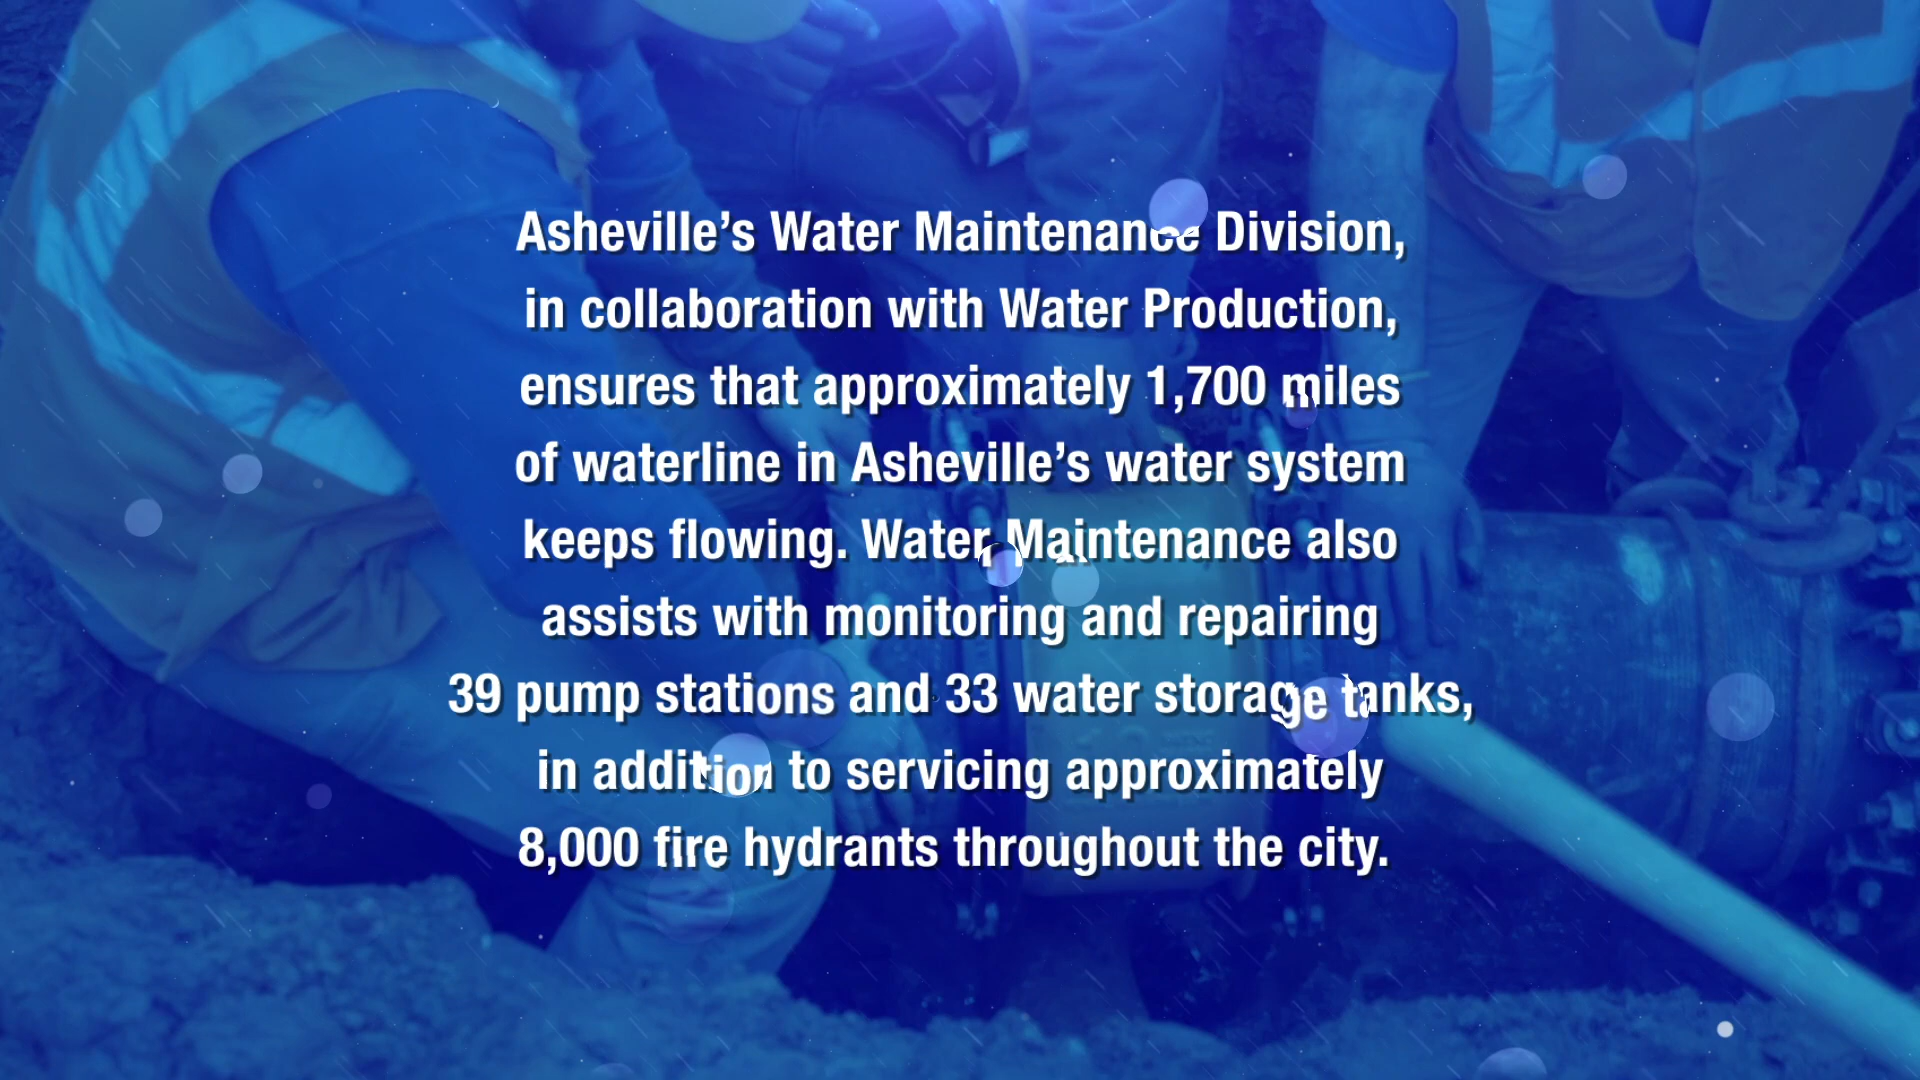 Asheville’s Water Maintenance Division,
in collaboration with Water Production,
ensures that approximately 1,700 miles
of waterline in Asheville’s water system
keeps flowing. Water Maintenance also
assists with monitoring and repairing
39 pump stations and 33 water storage tanks,
in addition to servicing approximately
8,000 fire hydrants throughout the city.